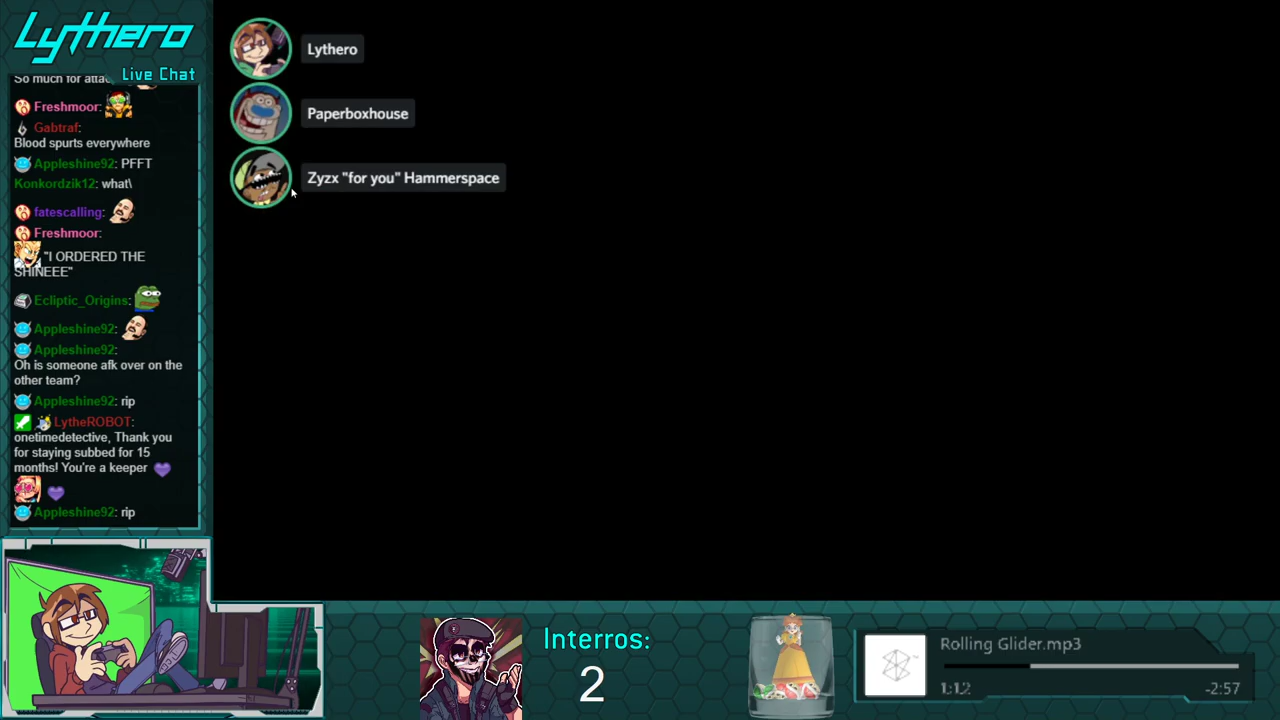 Lythero
Live Chat
So much for atta
Freshmoor:
Gabtraf:
Blood spurts everywhere
Appleshine92: PFFT
Konkordzik12: what\
fatescalling:
Freshmoor:
"I ORDERED THE
SHINEEE"
Ecliptic_Origins:
Appleshine92:
Appleshine92:
Oh is someone afk over on the
other team?
Appleshine92: rip
LytheROBOT:
onetimedetective, Thank you
for staying subbed for 15
months! You're a keeper
Appleshine92: rip
Lythero
Paperboxhouse
Zyzx "for you" Hammerspace
Interros:
2
Rolling Glider.mp3
1:12
-2:57